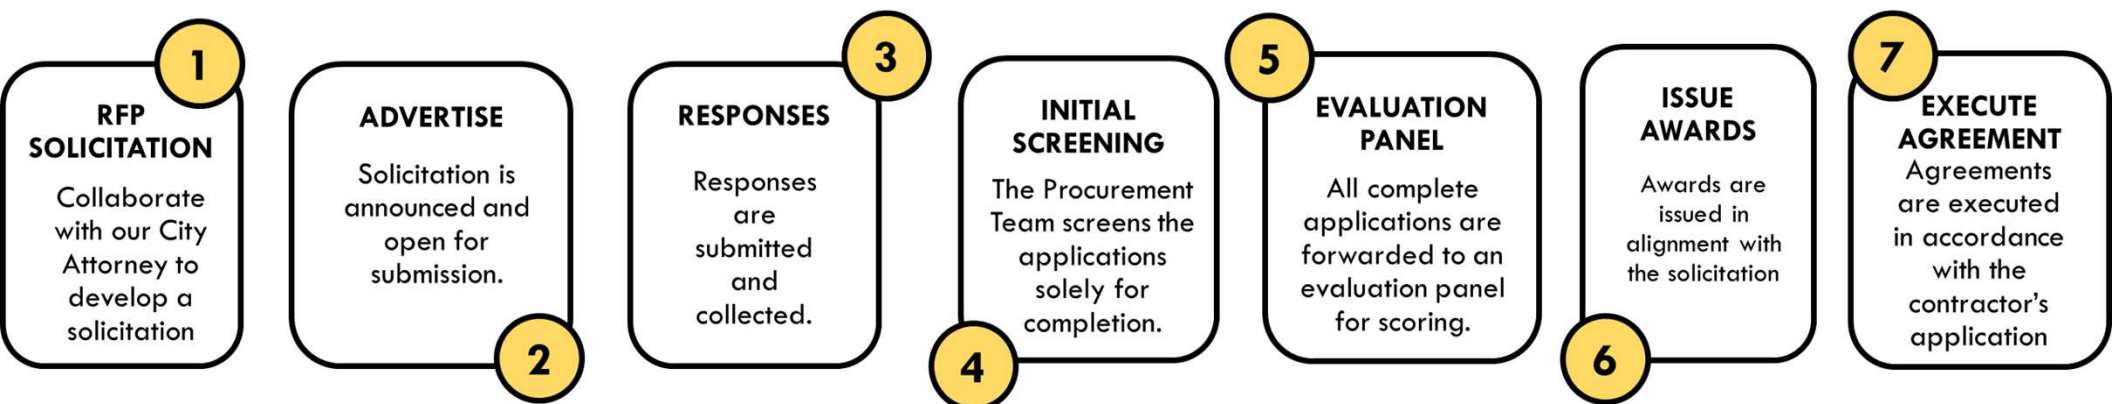 1
RFP
SOLICITATION
Collaborate
with our City
Attorney to
develop a
solicitation
ADVERTISE
Solicitation is
announced and
open for
submission.
2
3
RESPONSES
Responses
are
submitted
and
collected.
INITIAL
SCREENING
The Procurement
Team screens the
applications
solely for
completion.
4
5
EVALUATION
PANEL
All complete
applications are
forwarded to an
evaluation panel
for scoring.
ISSUE
AWARDS
Awards are
issued in
alignment with
the solicitation
6
7
EXECUTE
AGREEMENT
Agreements
are executed
in accordance
with the
contractor’s
application